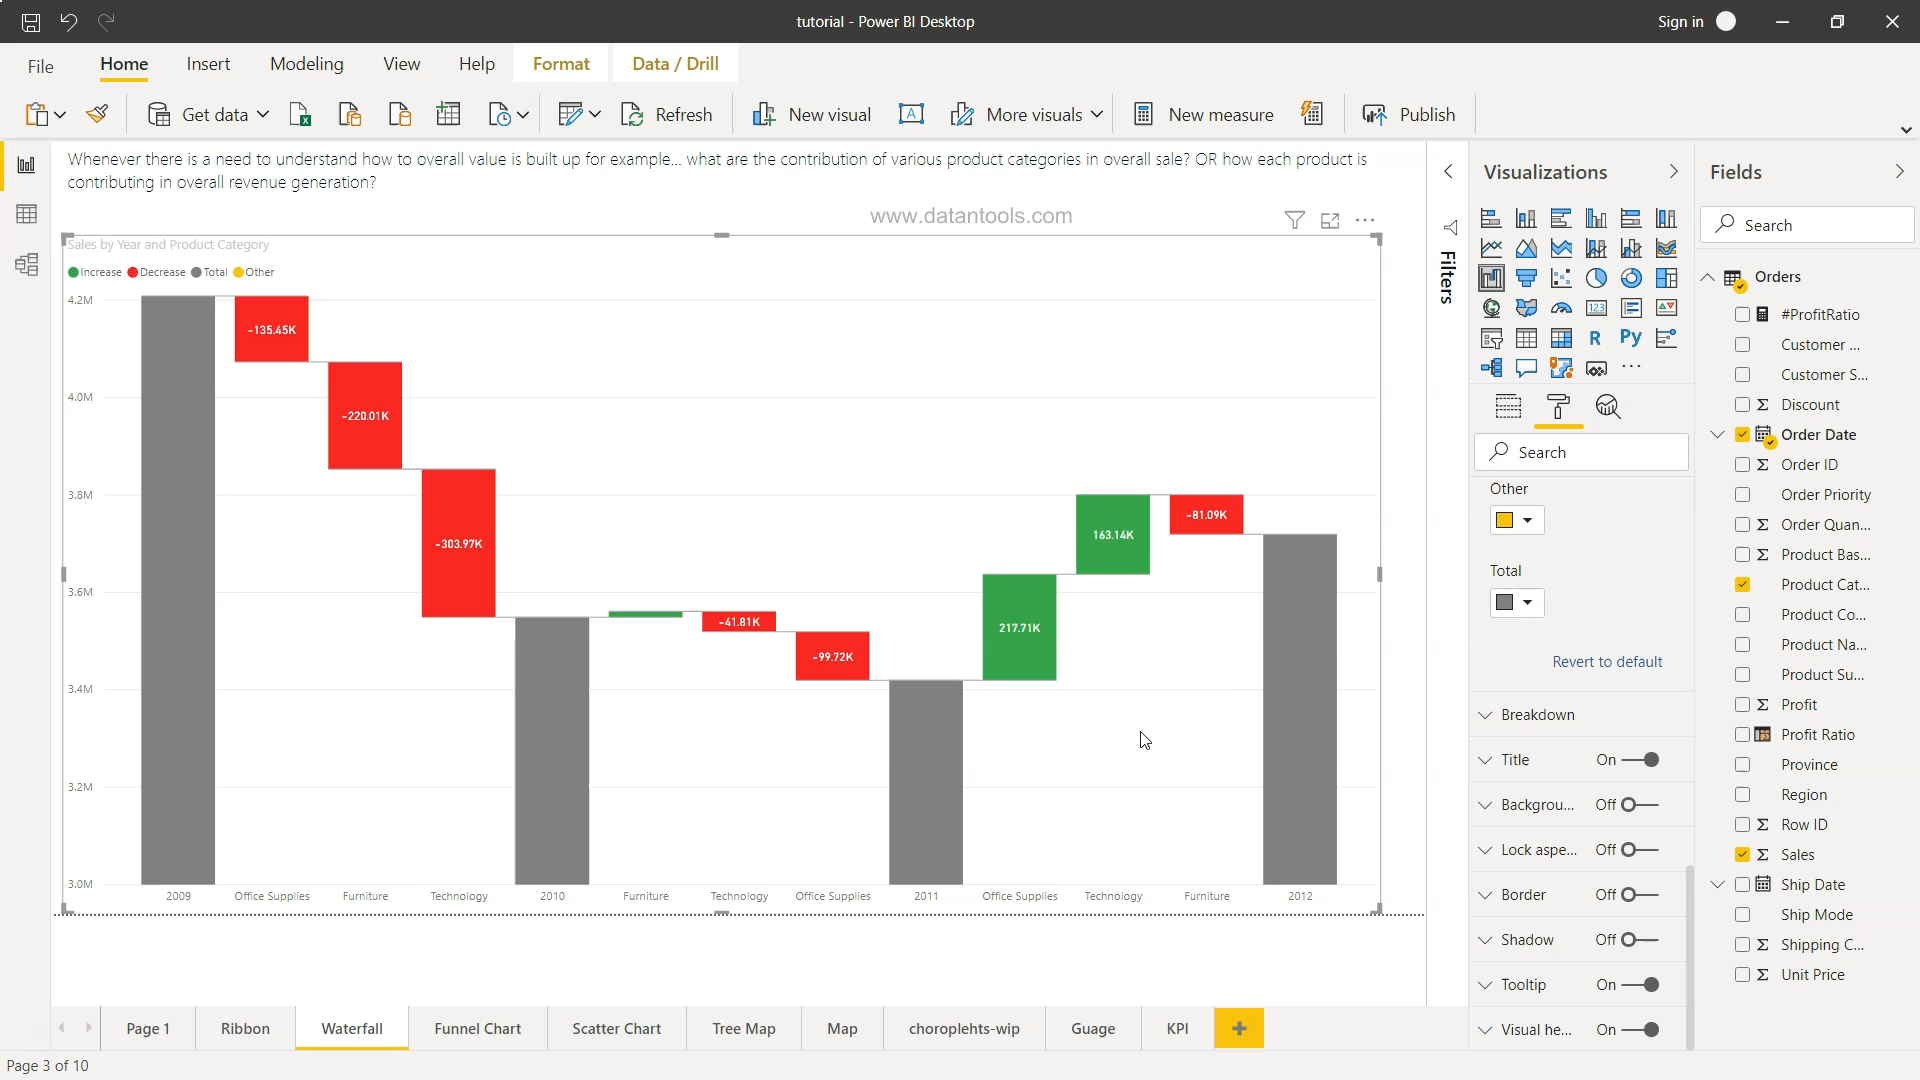 tutorial - Power BI Desktop
Sign in
File Home Insert Modeling View Help Format Data / Drill
Get data Refresh New visual A More visuals New measure Publish
Whenever there is a need to understand how to overall value is built up for example... what are the contribution of various product categories in overall sale? OR how each product is
contributing in overall revenue generation?
www.datantools.com
Sales by Year and Product Category
Increase Decrease Total Other
4.2M
4.0M
3.8M
3.6M
3.4M
3.2M
3.0M
-135.45K
-220.01K
-303.97K
-41.81K
-99.72K
217.71K
163.14K
-81.09K
2009 Office Supplies Furniture Technology 2010 Furniture Technology Office Supplies 2011 Office Supplies Technology Furniture 2012
Filters
Visualizations
123
R Py
Search
Other
Total
Revert to default
Breakdown
Title On
Backgrou... Off
Lock aspe... Off
Border Off
Shadow Off
Tooltip On
Visual he... On
Fields
Search
Orders
#ProfitRatio
Customer ...
Customer S...
Discount
Order Date
Order ID
Order Priority
Order Quan...
Product Bas...
Product Cat...
Product Co...
Product Na...
Product Su...
Profit
Profit Ratio
Province
Region
Row ID
Sales
Ship Date
Ship Mode
Shipping C...
Unit Price
Page 1 Ribbon Waterfall Funnel Chart Scatter Chart Tree Map Map choroplehts-wip Guage KPI +
Page 3 of 10